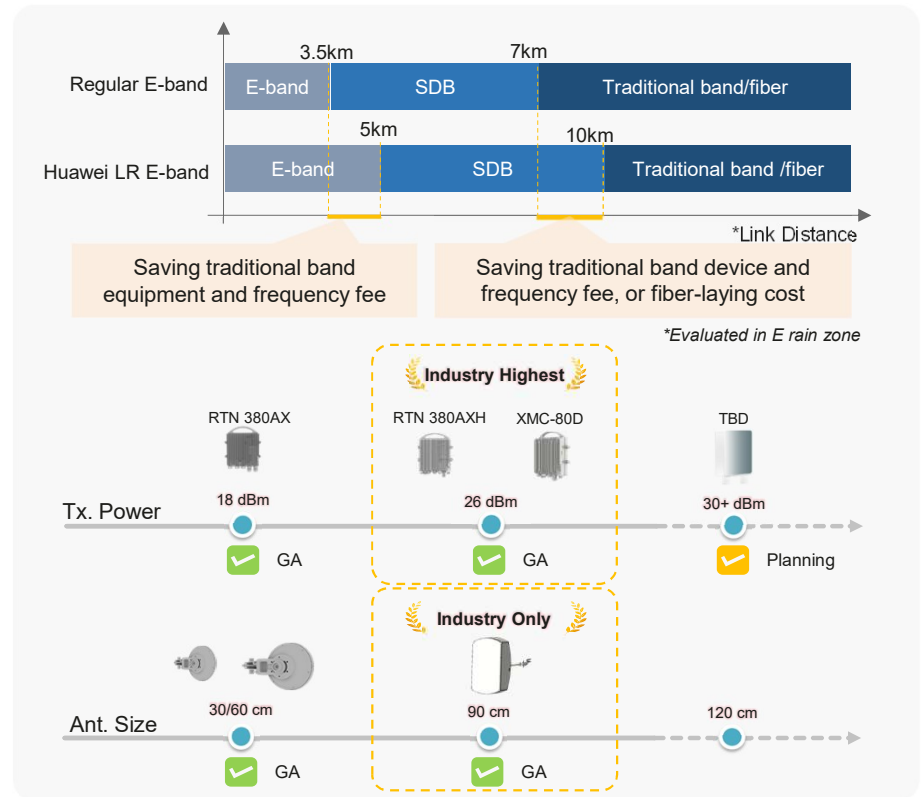 3.5km
7km
Regular E-band
E-band
SDB
Traditional band/fiber
5km
10km
Huawei LR E-band
E-band
SDB
Traditional band /fiber
*Link Distance
Saving traditional band
equipment and frequency fee
Saving traditional band device and
frequency fee, or fiber-laying cost
*Evaluated in E rain zone
Industry Highest
RTN 380AX
RTN 380AXH
XMC-80D
TBD
Tx. Power
18 dBm
26 dBm
30+ dBm
GA
GA
Planning
Industry Only
Ant. Size
30/60 cm
90 cm
120 cm
GA
GA